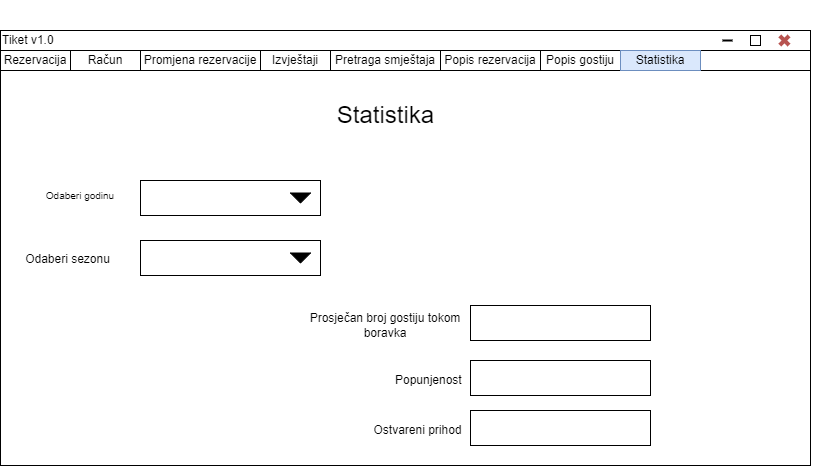 Tiket v1.0
Rezervacija Račun Promjena rezervacije Izvještaji Pretraga smještaja Popis rezervacija Popis gostiju Statistika
Statistika
Odaberi godinu
Odaberi sezonu
Prosječan broj gostiju tokom
boravka
Popunjenost
Ostvareni prihod